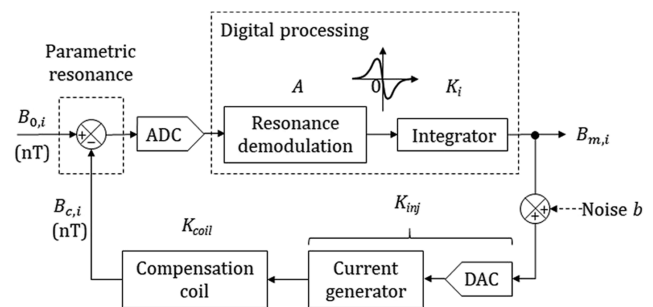 Digital processing
Parametric
resonance
0
A
K_i
B_{0,i}
(nT)
+
−
ADC
Resonance
demodulation
Integrator
B_{m,i}
B_{c,i}
(nT)
K_{coil}
K_{inj}
+
+
Noise b
Compensation
coil
Current
generator
DAC